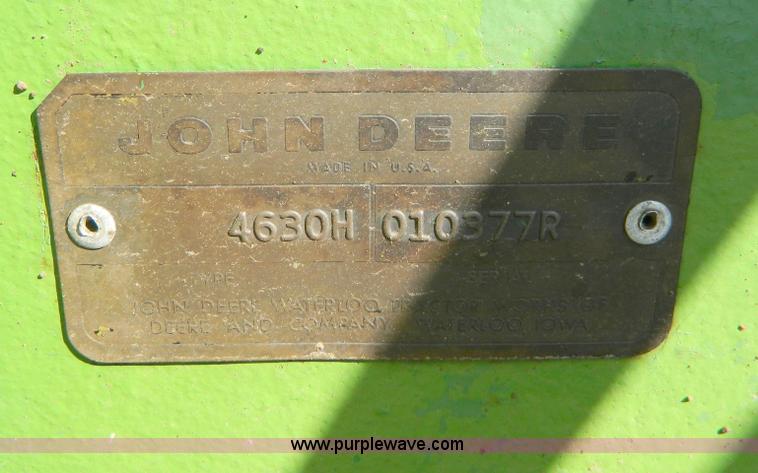 JOHN DEERE
MADE IN U.S.A.
4630H 010377R
TYPE SERIAL
JOHN DEERE WATERLOO TRACTOR WORKS OF
DEERE AND COMPANY WATERLOO, IOWA
www.purplewave.com